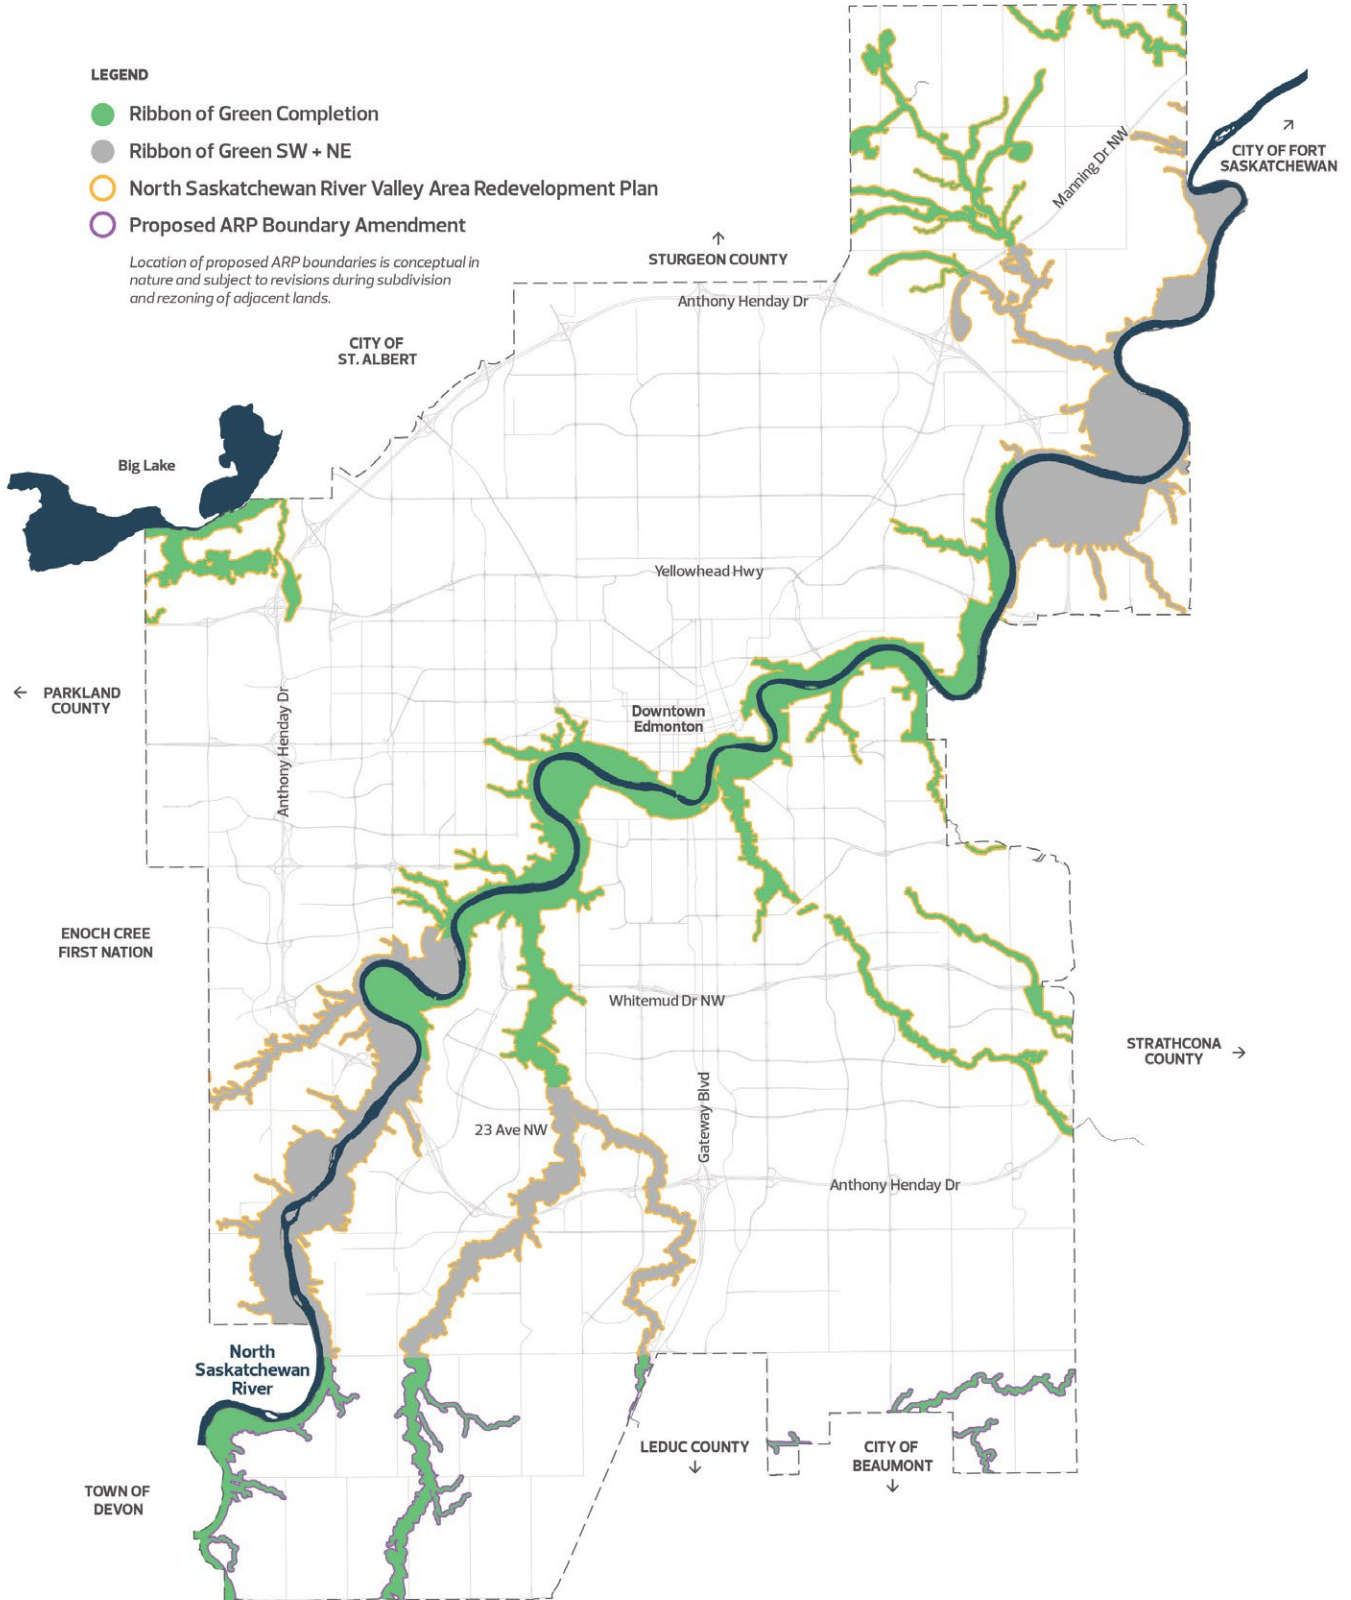 LEGEND
Ribbon of Green Completion
Ribbon of Green SW + NE
North Saskatchewan River Valley Area Redevelopment Plan
Proposed ARP Boundary Amendment
Location of proposed ARP boundaries is conceptual in
nature and subject to revisions during subdivision
and rezoning of adjacent lands.
CITY OF FORT
SASKATCHEWAN
Manning Dr NW
STURGEON COUNTY
Anthony Henday Dr
CITY OF
ST. ALBERT
Big Lake
Yellowhead Hwy
PARKLAND
COUNTY
Anthony Henday Dr
Downtown
Edmonton
ENOCH CREE
FIRST NATION
Whitemud Dr NW
STRATHCONA
COUNTY
23 Ave NW
Gateway Blvd
Anthony Henday Dr
North
Saskatchewan
River
LEDUC COUNTY
CITY OF
BEAUMONT
TOWN OF
DEVON